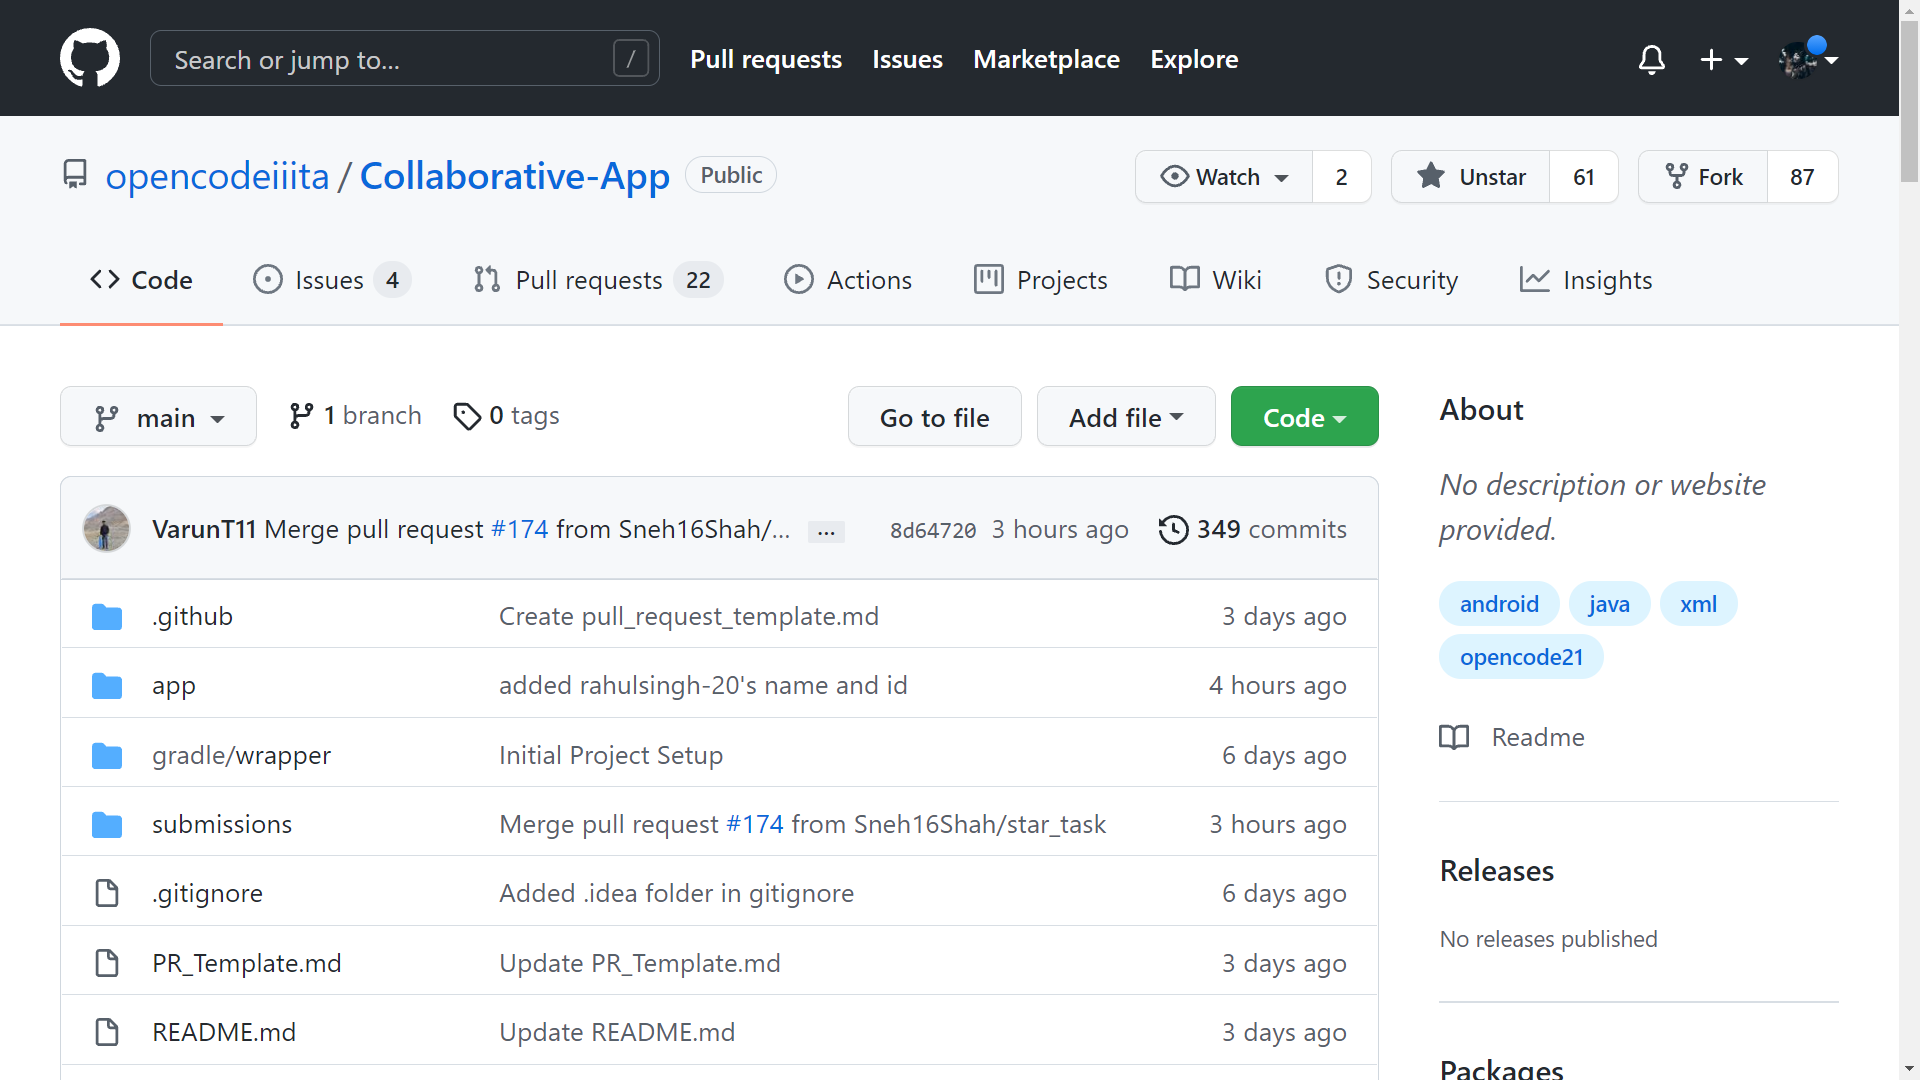 Search or jump to... /
Pull requests Issues Marketplace Explore
opencodeiiita / Collaborative-App Public
Watch 2 Unstar 61 Fork 87
Code Issues 4 Pull requests 22 Actions Projects Wiki Security Insights
main 1 branch 0 tags Go to file Add file Code
VarunT11 Merge pull request #174 from Sneh16Shah/... ... 8d64720 3 hours ago 349 commits
.github Create pull_request_template.md 3 days ago
app added rahulsingh-20's name and id 4 hours ago
gradle/wrapper Initial Project Setup 6 days ago
submissions Merge pull request #174 from Sneh16Shah/star_task 3 hours ago
.gitignore Added .idea folder in gitignore 6 days ago
PR_Template.md Update PR_Template.md 3 days ago
README.md Update README.md 3 days ago
About
No description or website
provided.
android java xml
opencode21
Readme
Releases
No releases published
Packages